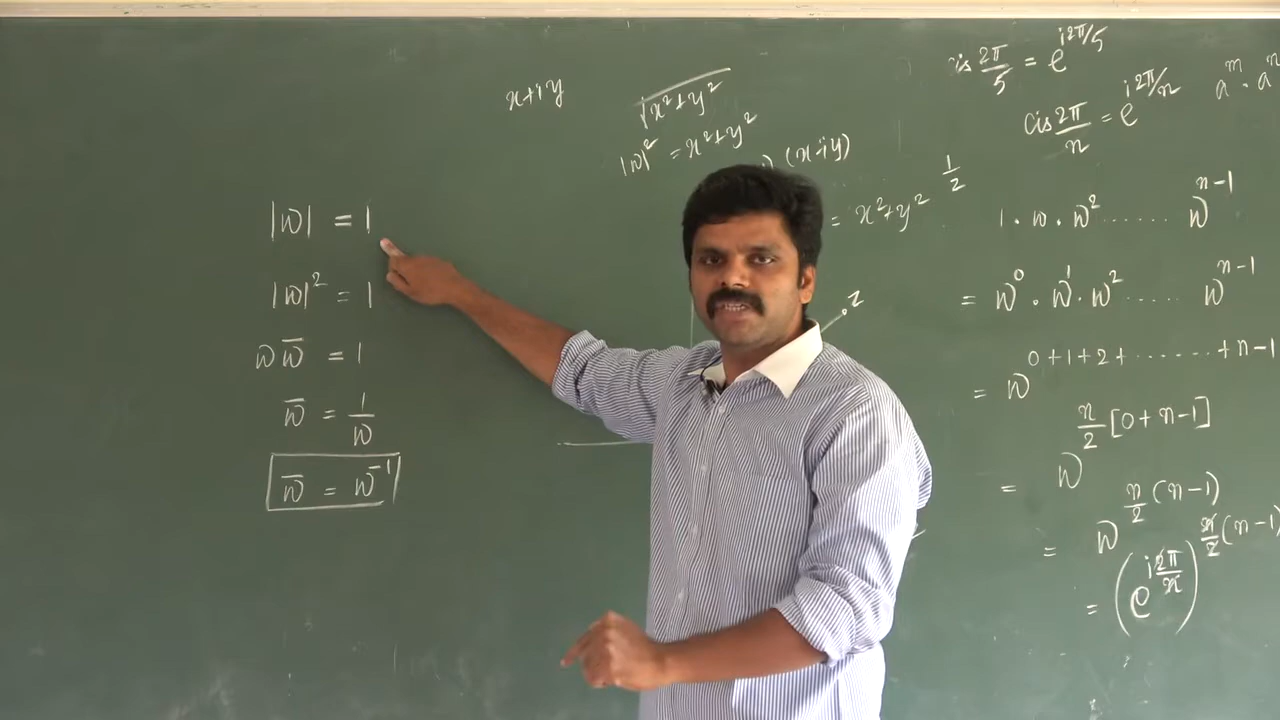 x+iy
√x²+y²
|w|² = x²+y²
(x-iy)
= x²+y²
|w| = 1
|w|² = 1
w w̅ = 1
w̅ = 1/w
w̅ = w⁻¹
z
cis 2π/5 = e^(i2π/5)
cis 2π/n = e^(i2π/n)
a^m · a^n
1/2
1 · w · w² ...... w^(n-1)
= w⁰ · w¹ · w² ...... w^(n-1)
= w^(0+1+2+.......+n-1)
= w^(n/2 [0+n-1])
= w^(n/2 (n-1))
= (e^(i2π/n))^(n/2 (n-1))